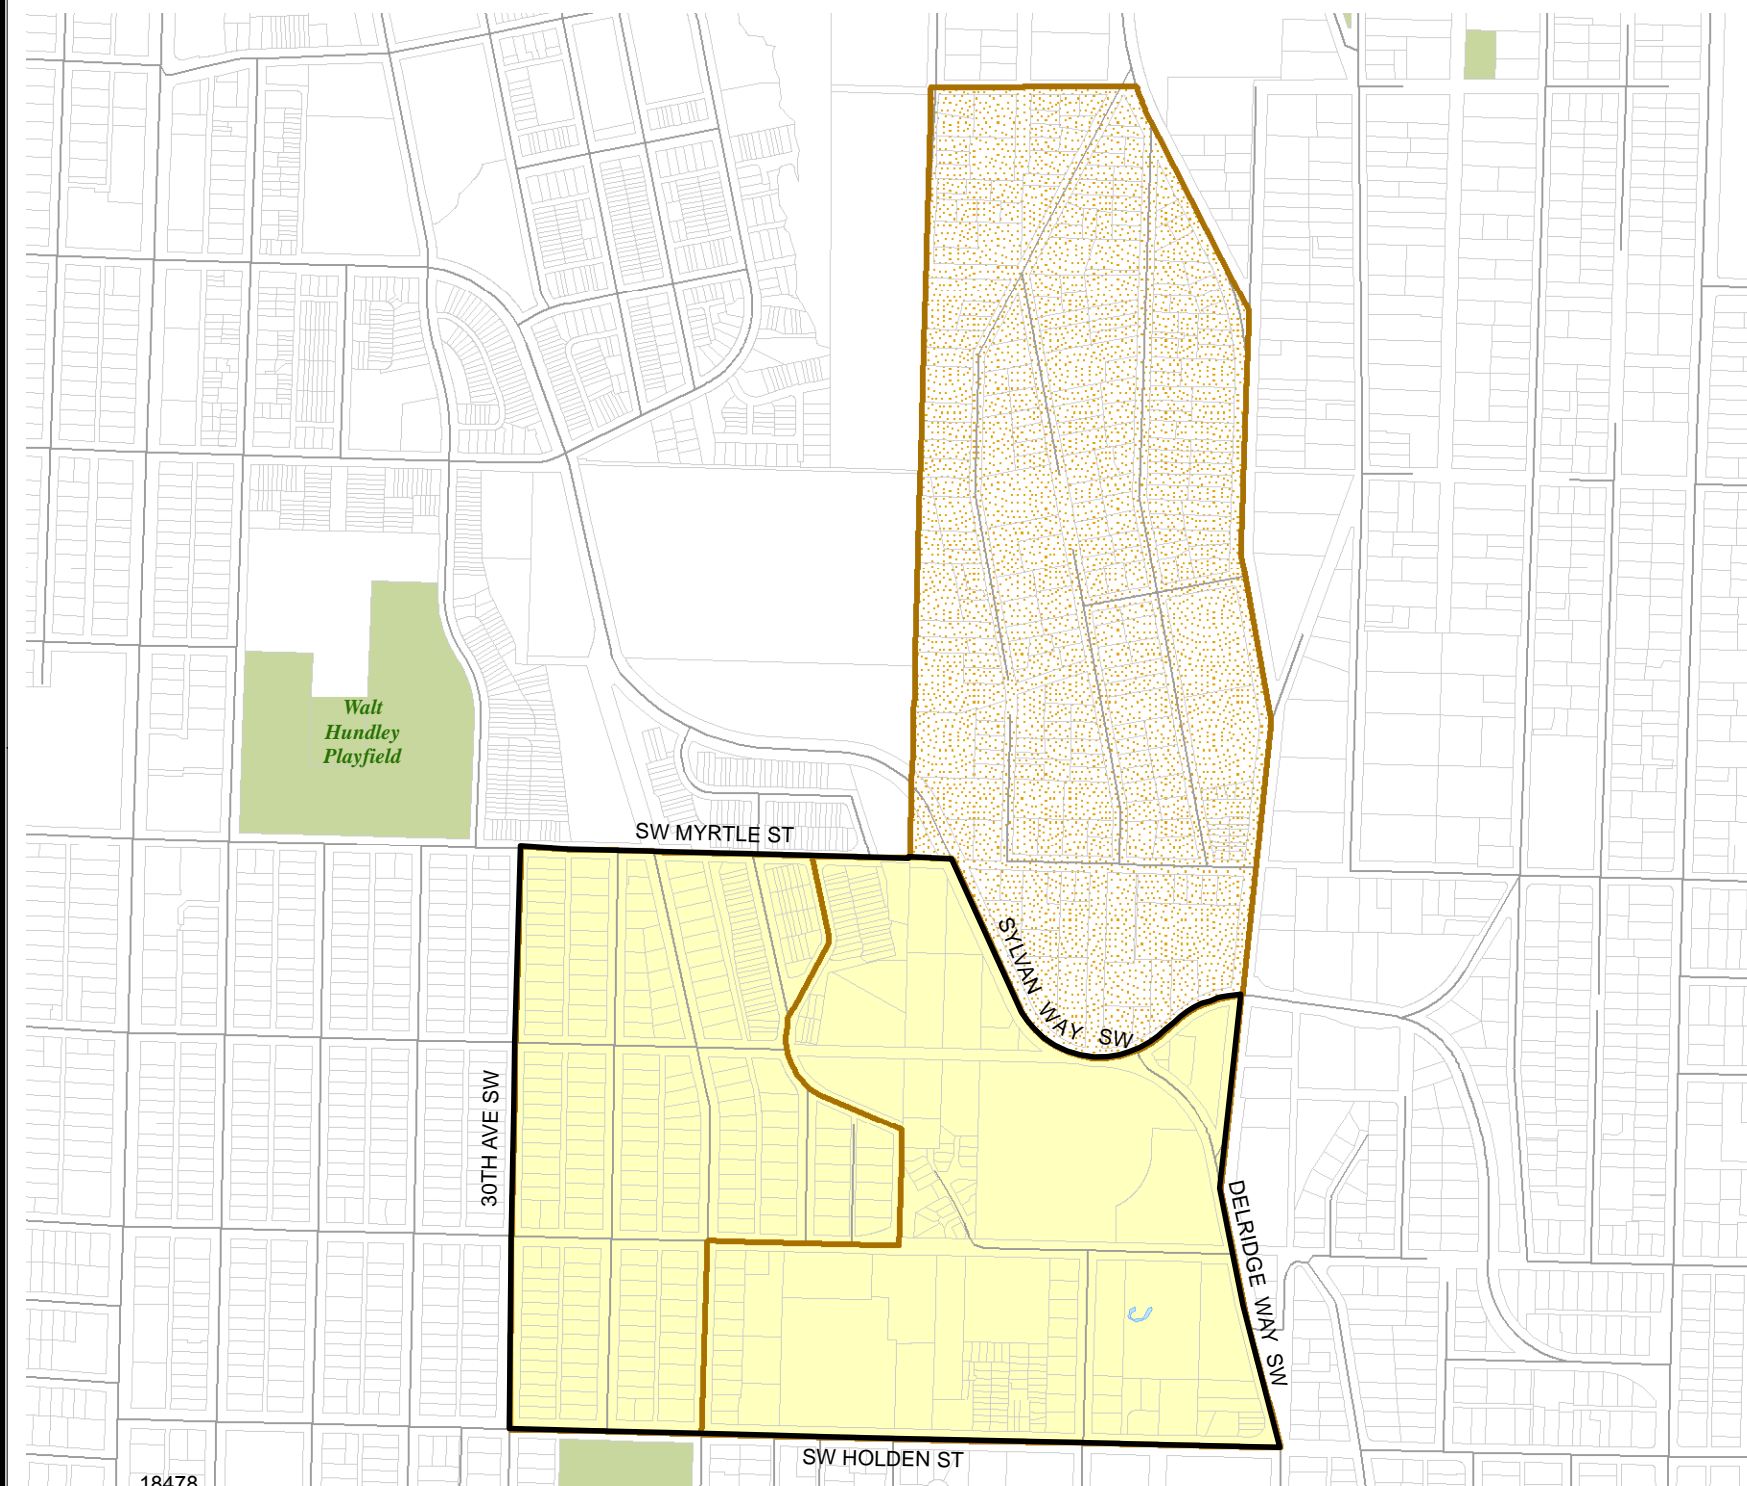 Walt
Hundley
Playfield
SW MYRTLE ST
SYLVAN WAY SW
30TH AVE SW
DELRIDGE WAY SW
SW HOLDEN ST
18478